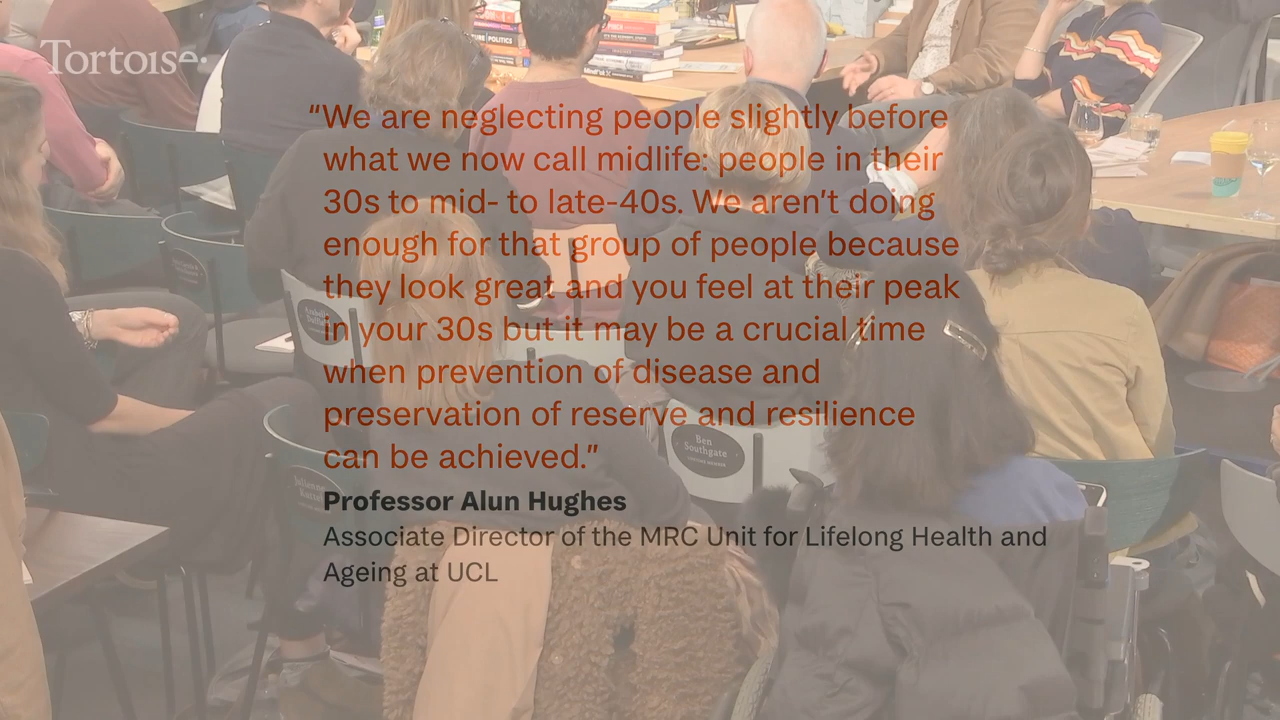 Tortoise
CUBE POLITICS
"We are neglecting people slightly before
what we now call midlife: people in their
30s to mid- to late-40s. We aren't doing
enough for that group of people because
they look great and you feel at their peak
in your 30s but it may be a crucial time
when prevention of disease and
preservation of reserve and resilience
can be achieved."
Ben
Southgate
Professor Alun Hughes
Associate Director of the MRC Unit for Lifelong Health and
Ageing at UCL